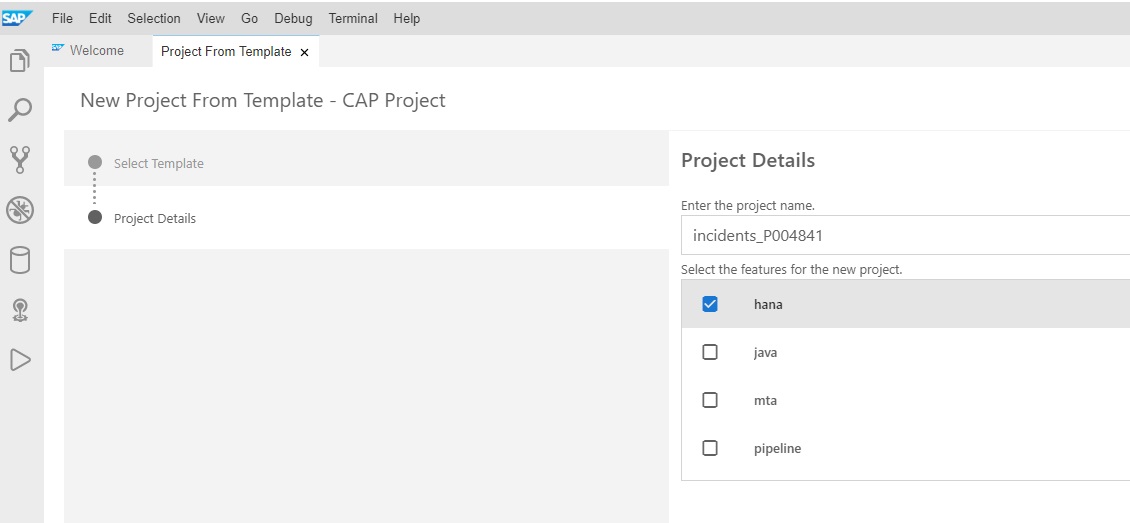 SAP File Edit Selection View Go Debug Terminal Help
SAP Welcome Project From Template ×
New Project From Template - CAP Project
Select Template
Project Details
Project Details
Enter the project name.
incidents_P004841
Select the features for the new project.
hana
java
mta
pipeline